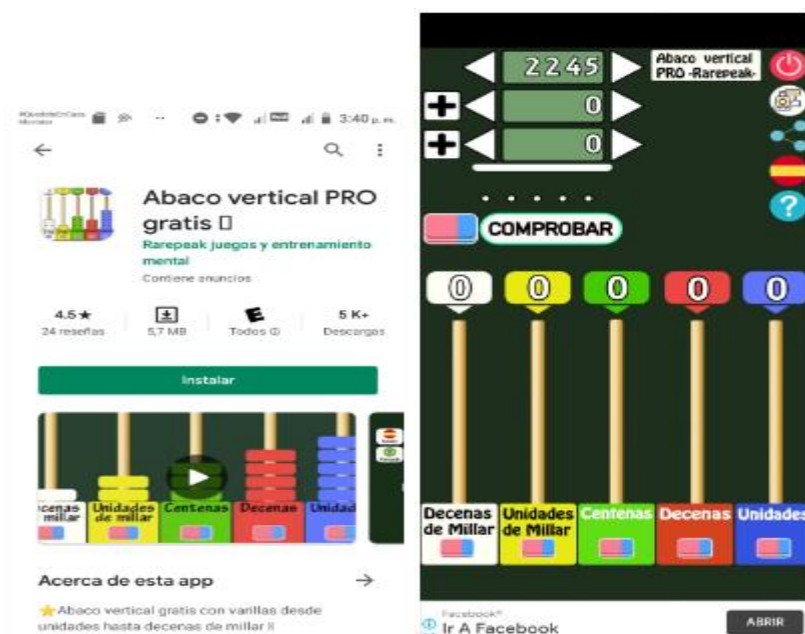 3:40 p. m.
Abaco vertical PRO
gratis
Rarepeak juegos y entrenamiento
mental
Contiene anuncios
4.5★
24 reseñas
5,7 MB
E
Todos
5 K+
Descargas
Instalar
cenas
millar
Unidades
de millar
Centenas
Decenas
Unidad
Acerca de esta app
Abaco vertical gratis con varillas desde
unidades hasta decenas de millar
2245
Abaco vertical
PRO -Rarepeak-
+
0
+
0
?
COMPROBAR
0
0
0
0
0
Decenas
de Millar
Unidades
de Millar
Centenas
Decenas
Unidades
Facebook®
Ir A Facebook
ABRIR